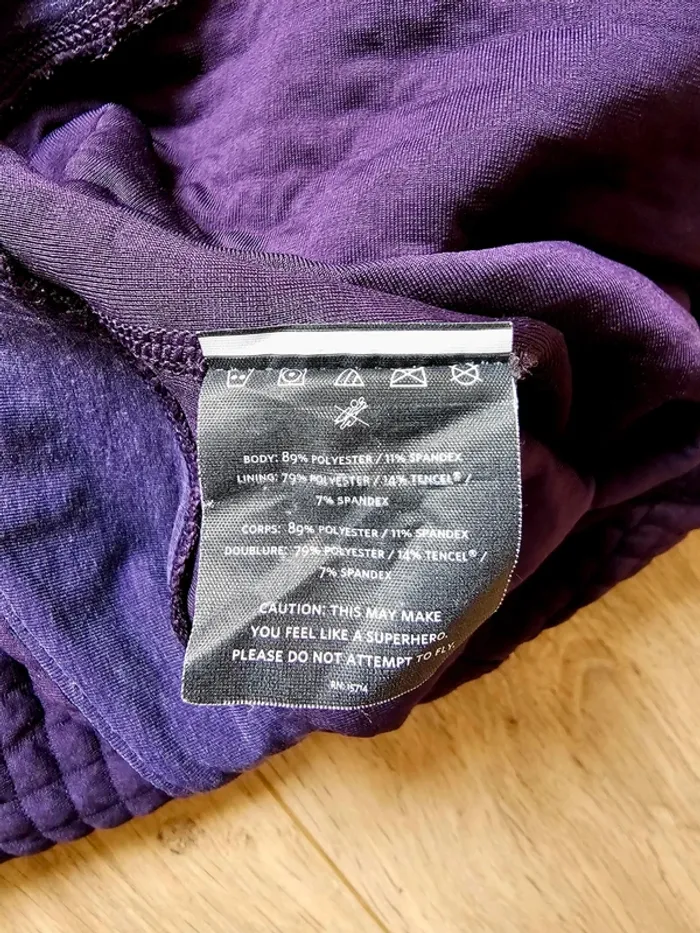 BODY: 89% POLYESTER / 11% SPANDEX
LINING: 79% POLYESTER / 14% TENCEL® /
7% SPANDEX
CORPS: 89% POLYESTER / 11% SPANDEX
DOUBLURE: 79% POLYESTER / 14% TENCEL® /
7% SPANDEX
CAUTION: THIS MAY MAKE
YOU FEEL LIKE A SUPERHERO.
PLEASE DO NOT ATTEMPT TO FLY.
RN: 15714